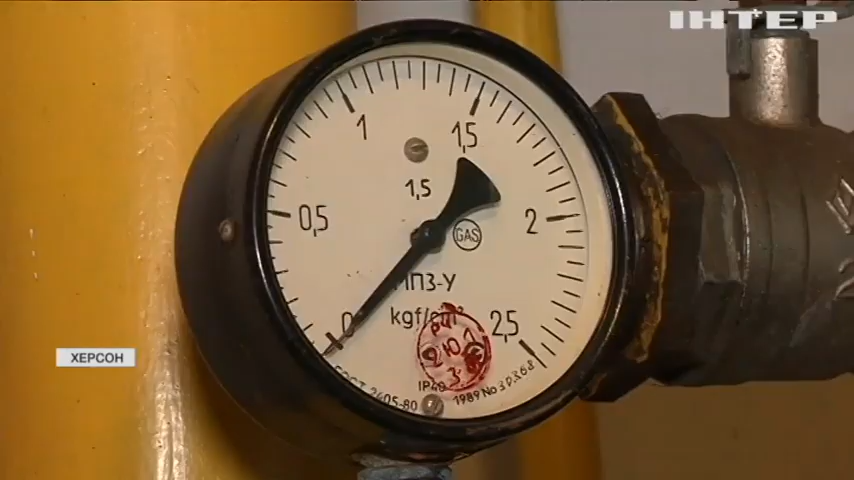 ІНТЕР
1
1,5
1,5
0,5
2
GAS
МПЗ-У
0
kgf/cm²
2,5
ХЕРСОН
ГОСТ 2405-80
IP40
1989